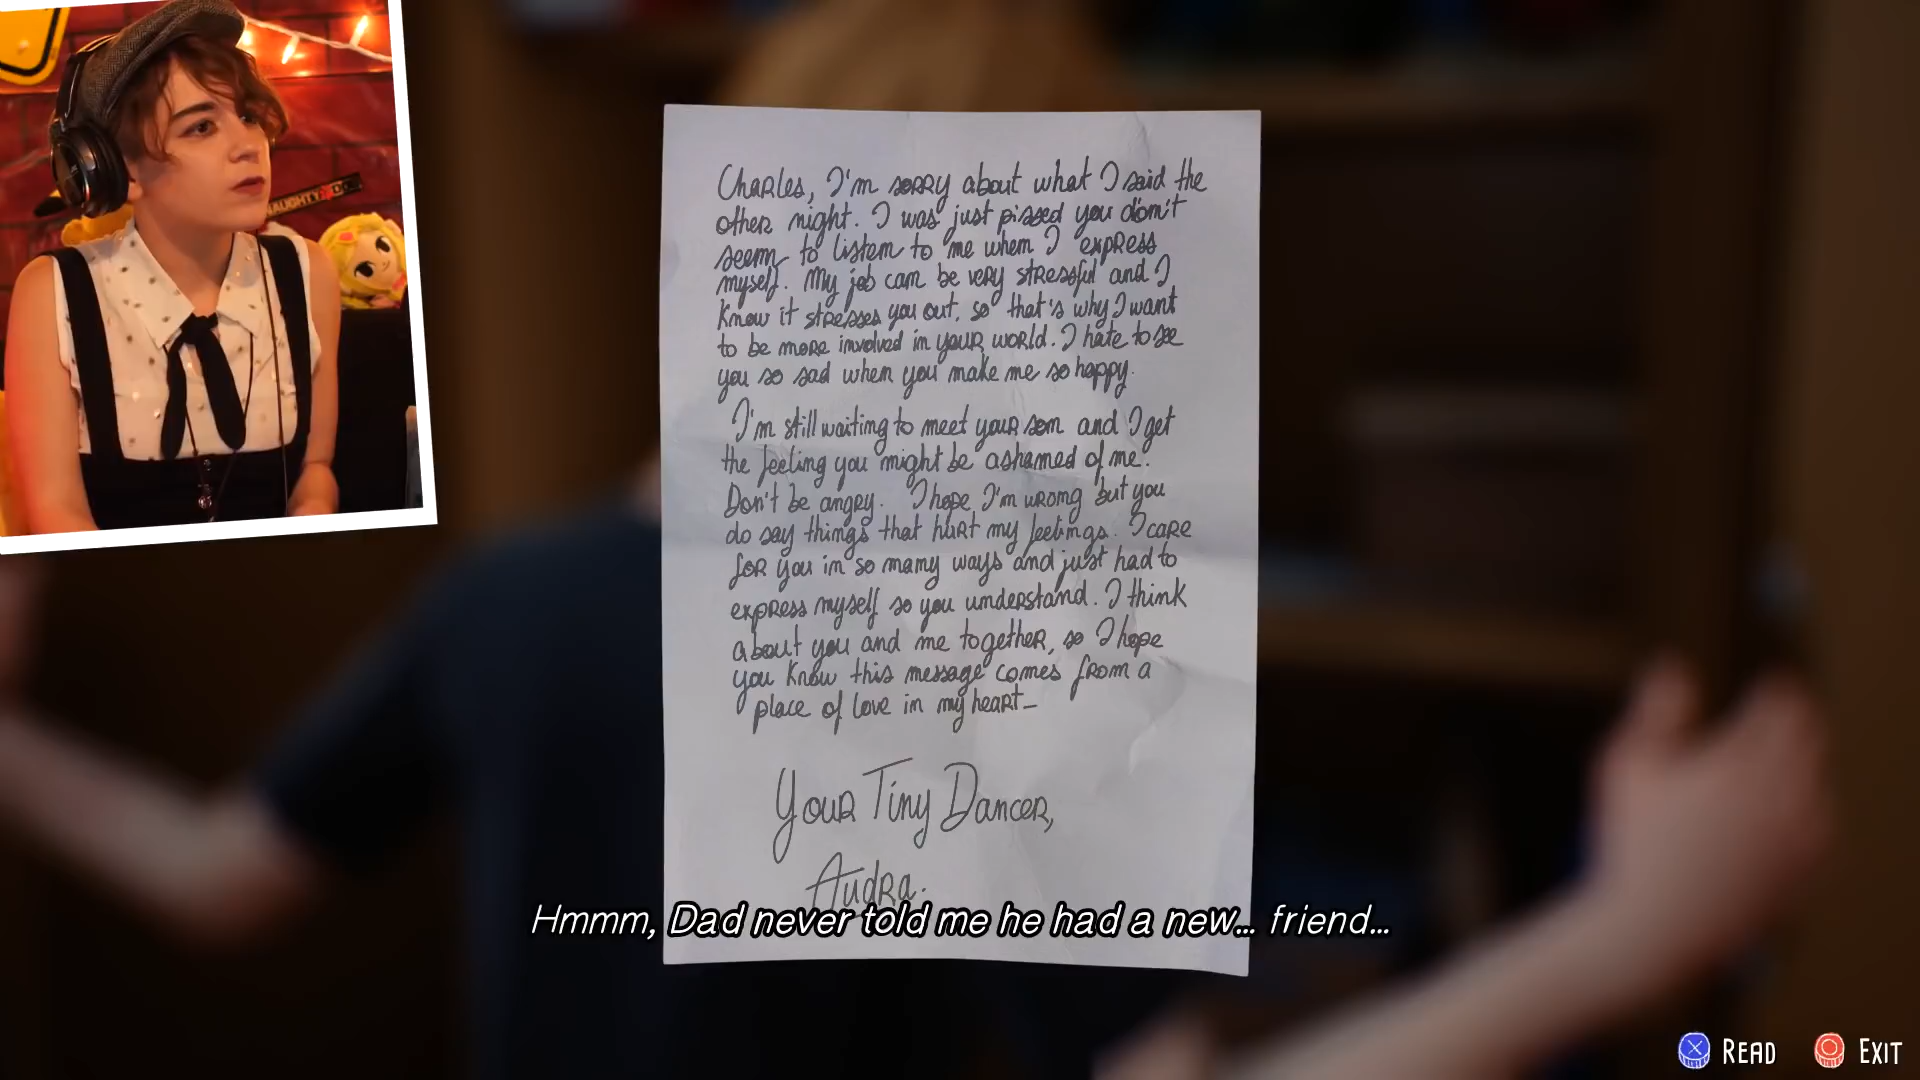 NAUGHTY DOG
Charles, I'm sorry about what I said the
other night. I was just pissed you don't
seem to listen to me when I express
myself. My job can be very stressful and I
know it stresses you out, so that's why I want
to be more involved in your world. I hate to see
you so sad when you make me so happy.
I'm still waiting to meet your son and I get
the feeling you might be ashamed of me.
Don't be angry. I hope I'm wrong but you
do say things that hurt my feelings. I care
for you in so many ways and just had to
express myself so you understand. I think
about you and me together, so I hope
you know this message comes from a
place of love in my heart_
Your Tiny Dancer,
Audra.
Hmmm, Dad never told me he had a new... friend...
READ EXIT